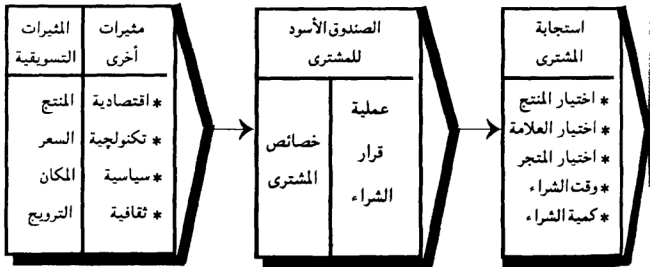 المثيرات
التسويقية
المنتج
السعر
المكان
الترويج
مثيرات
أخرى
* اقتصادية
* تكنولجية
* سياسية
* ثقافية
الصندوق الأسود
للمشترى
خصائص
المشترى
عملية
قرار
الشراء
استجابة
المشترى
* اختيار المنتج
* اختيار العلامة
* اختيار المتجر
* وقت الشراء
* كمية الشراء